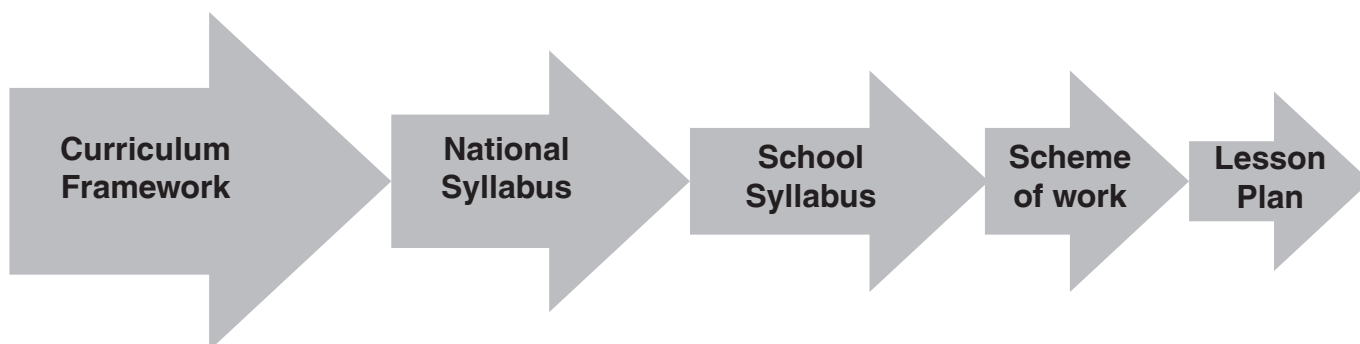 Curriculum
Framework
National
Syllabus
School
Syllabus
Scheme
of work
Lesson
Plan